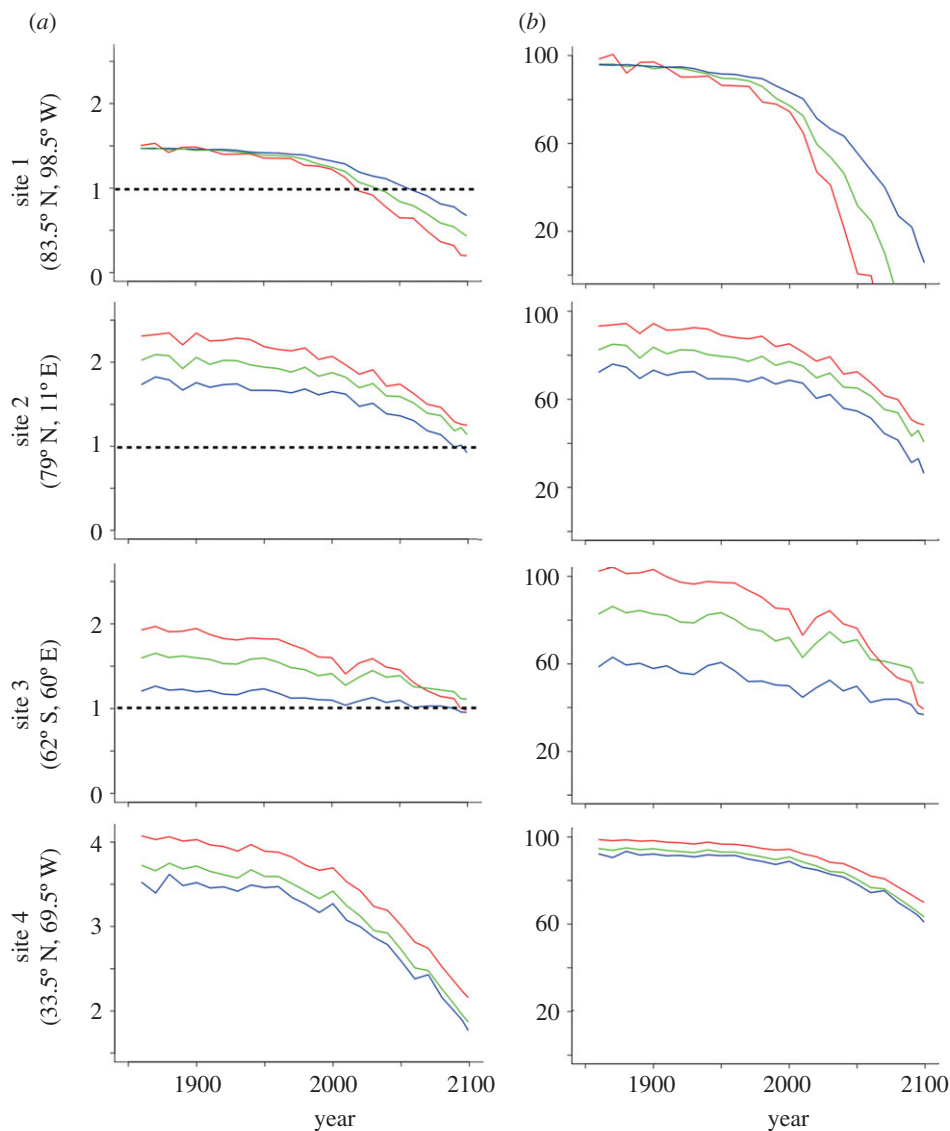 (a)
(b)
site 1
(83.5° N, 98.5° W)
2
1
0
100
60
20
site 2
(79° N, 11° E)
2
1
0
100
60
20
site 3
(62° S, 60° E)
2
1
0
100
60
20
site 4
(33.5° N, 69.5° W)
4
3
2
100
60
20
1900
2000
2100
1900
2000
2100
year
year